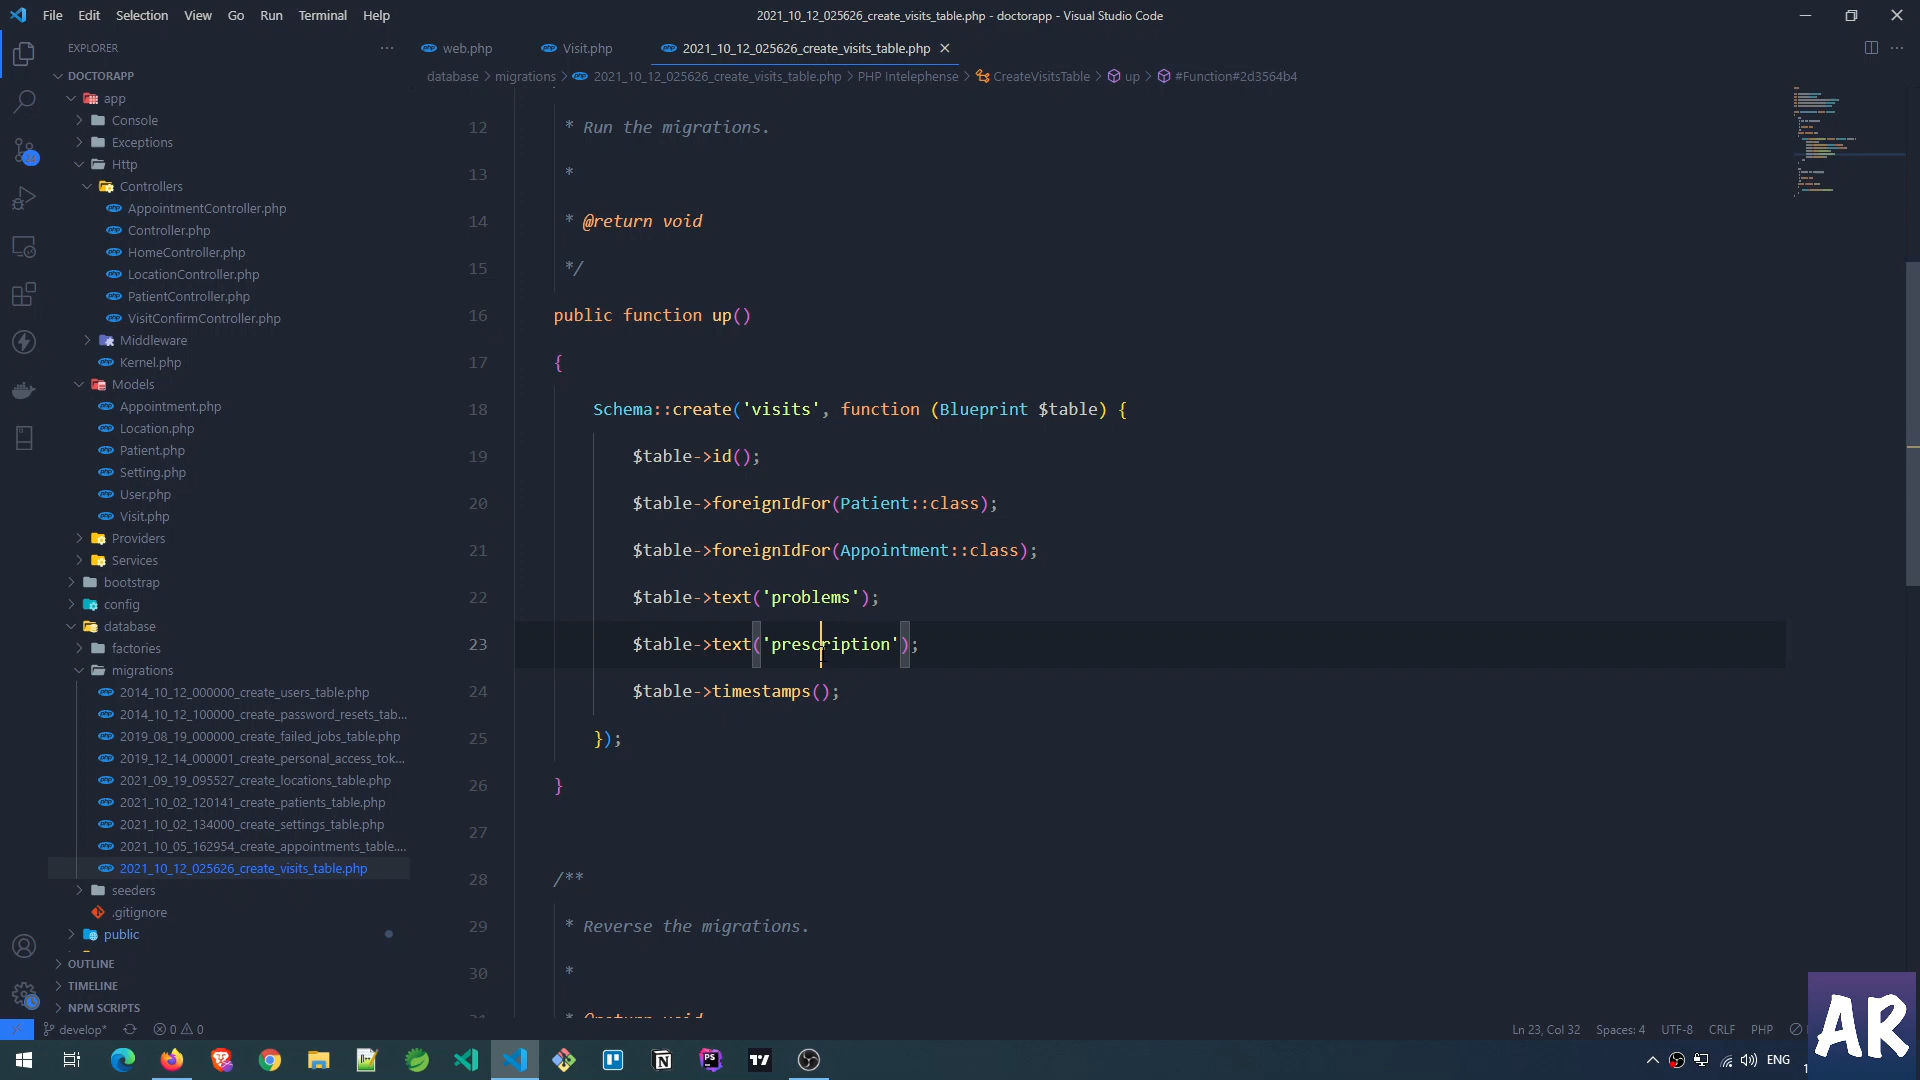 File Edit Selection View Go Run Terminal Help
2021_10_12_025626_create_visits_table.php - doctorapp - Visual Studio Code
EXPLORER
DOCTORAPP
app
Console
Exceptions
Http
Controllers
AppointmentController.php
Controller.php
HomeController.php
LocationController.php
PatientController.php
VisitConfirmController.php
Middleware
Kernel.php
Models
Appointment.php
Location.php
Patient.php
Setting.php
User.php
Visit.php
Providers
Services
bootstrap
config
database
factories
migrations
2014_10_12_000000_create_users_table.php
2014_10_12_100000_create_password_resets_tab...
2019_08_19_000000_create_failed_jobs_table.php
2019_12_14_000001_create_personal_access_tok...
2021_09_19_095527_create_locations_table.php
2021_10_02_120141_create_patients_table.php
2021_10_02_134000_create_settings_table.php
2021_10_05_162954_create_appointments_table....
2021_10_12_025626_create_visits_table.php
seeders
.gitignore
public
OUTLINE
TIMELINE
NPM SCRIPTS
web.php Visit.php 2021_10_12_025626_create_visits_table.php
database > migrations > 2021_10_12_025626_create_visits_table.php > PHP Intelephense > CreateVisitsTable > up > #Function#2d3564b4
12 * Run the migrations.
13 *
14 * @return void
15 */
16 public function up()
17 {
18 Schema::create('visits', function (Blueprint $table) {
19 $table->id();
20 $table->foreignIdFor(Patient::class);
21 $table->foreignIdFor(Appointment::class);
22 $table->text('problems');
23 $table->text('prescription');
24 $table->timestamps();
25 });
26 }
27
28 /**
29 * Reverse the migrations.
30 *
31 * @return void
develop* 0 0
Ln 23, Col 32 Spaces: 4 UTF-8 CRLF PHP
ENG
AR